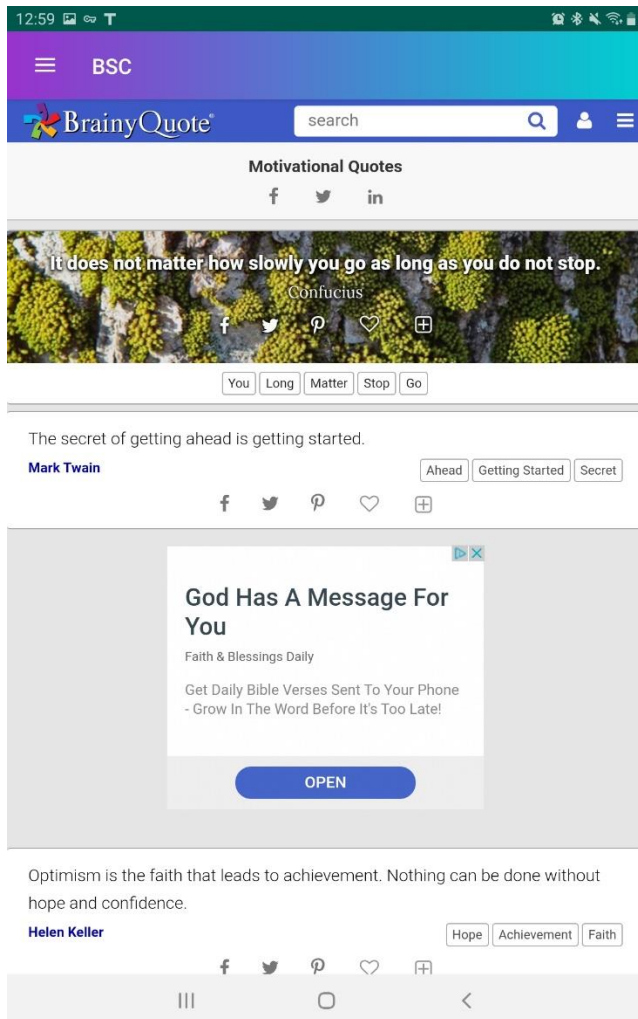 12:59 T
BSC
BrainyQuote®
search
Motivational Quotes
It does not matter how slowly you go as long as you do not stop.
Confucius
You Long Matter Stop Go
The secret of getting ahead is getting started.
Mark Twain
Ahead Getting Started Secret
God Has A Message For
You
Faith & Blessings Daily
Get Daily Bible Verses Sent To Your Phone
- Grow In The Word Before It's Too Late!
OPEN
Optimism is the faith that leads to achievement. Nothing can be done without
hope and confidence.
Helen Keller
Hope Achievement Faith